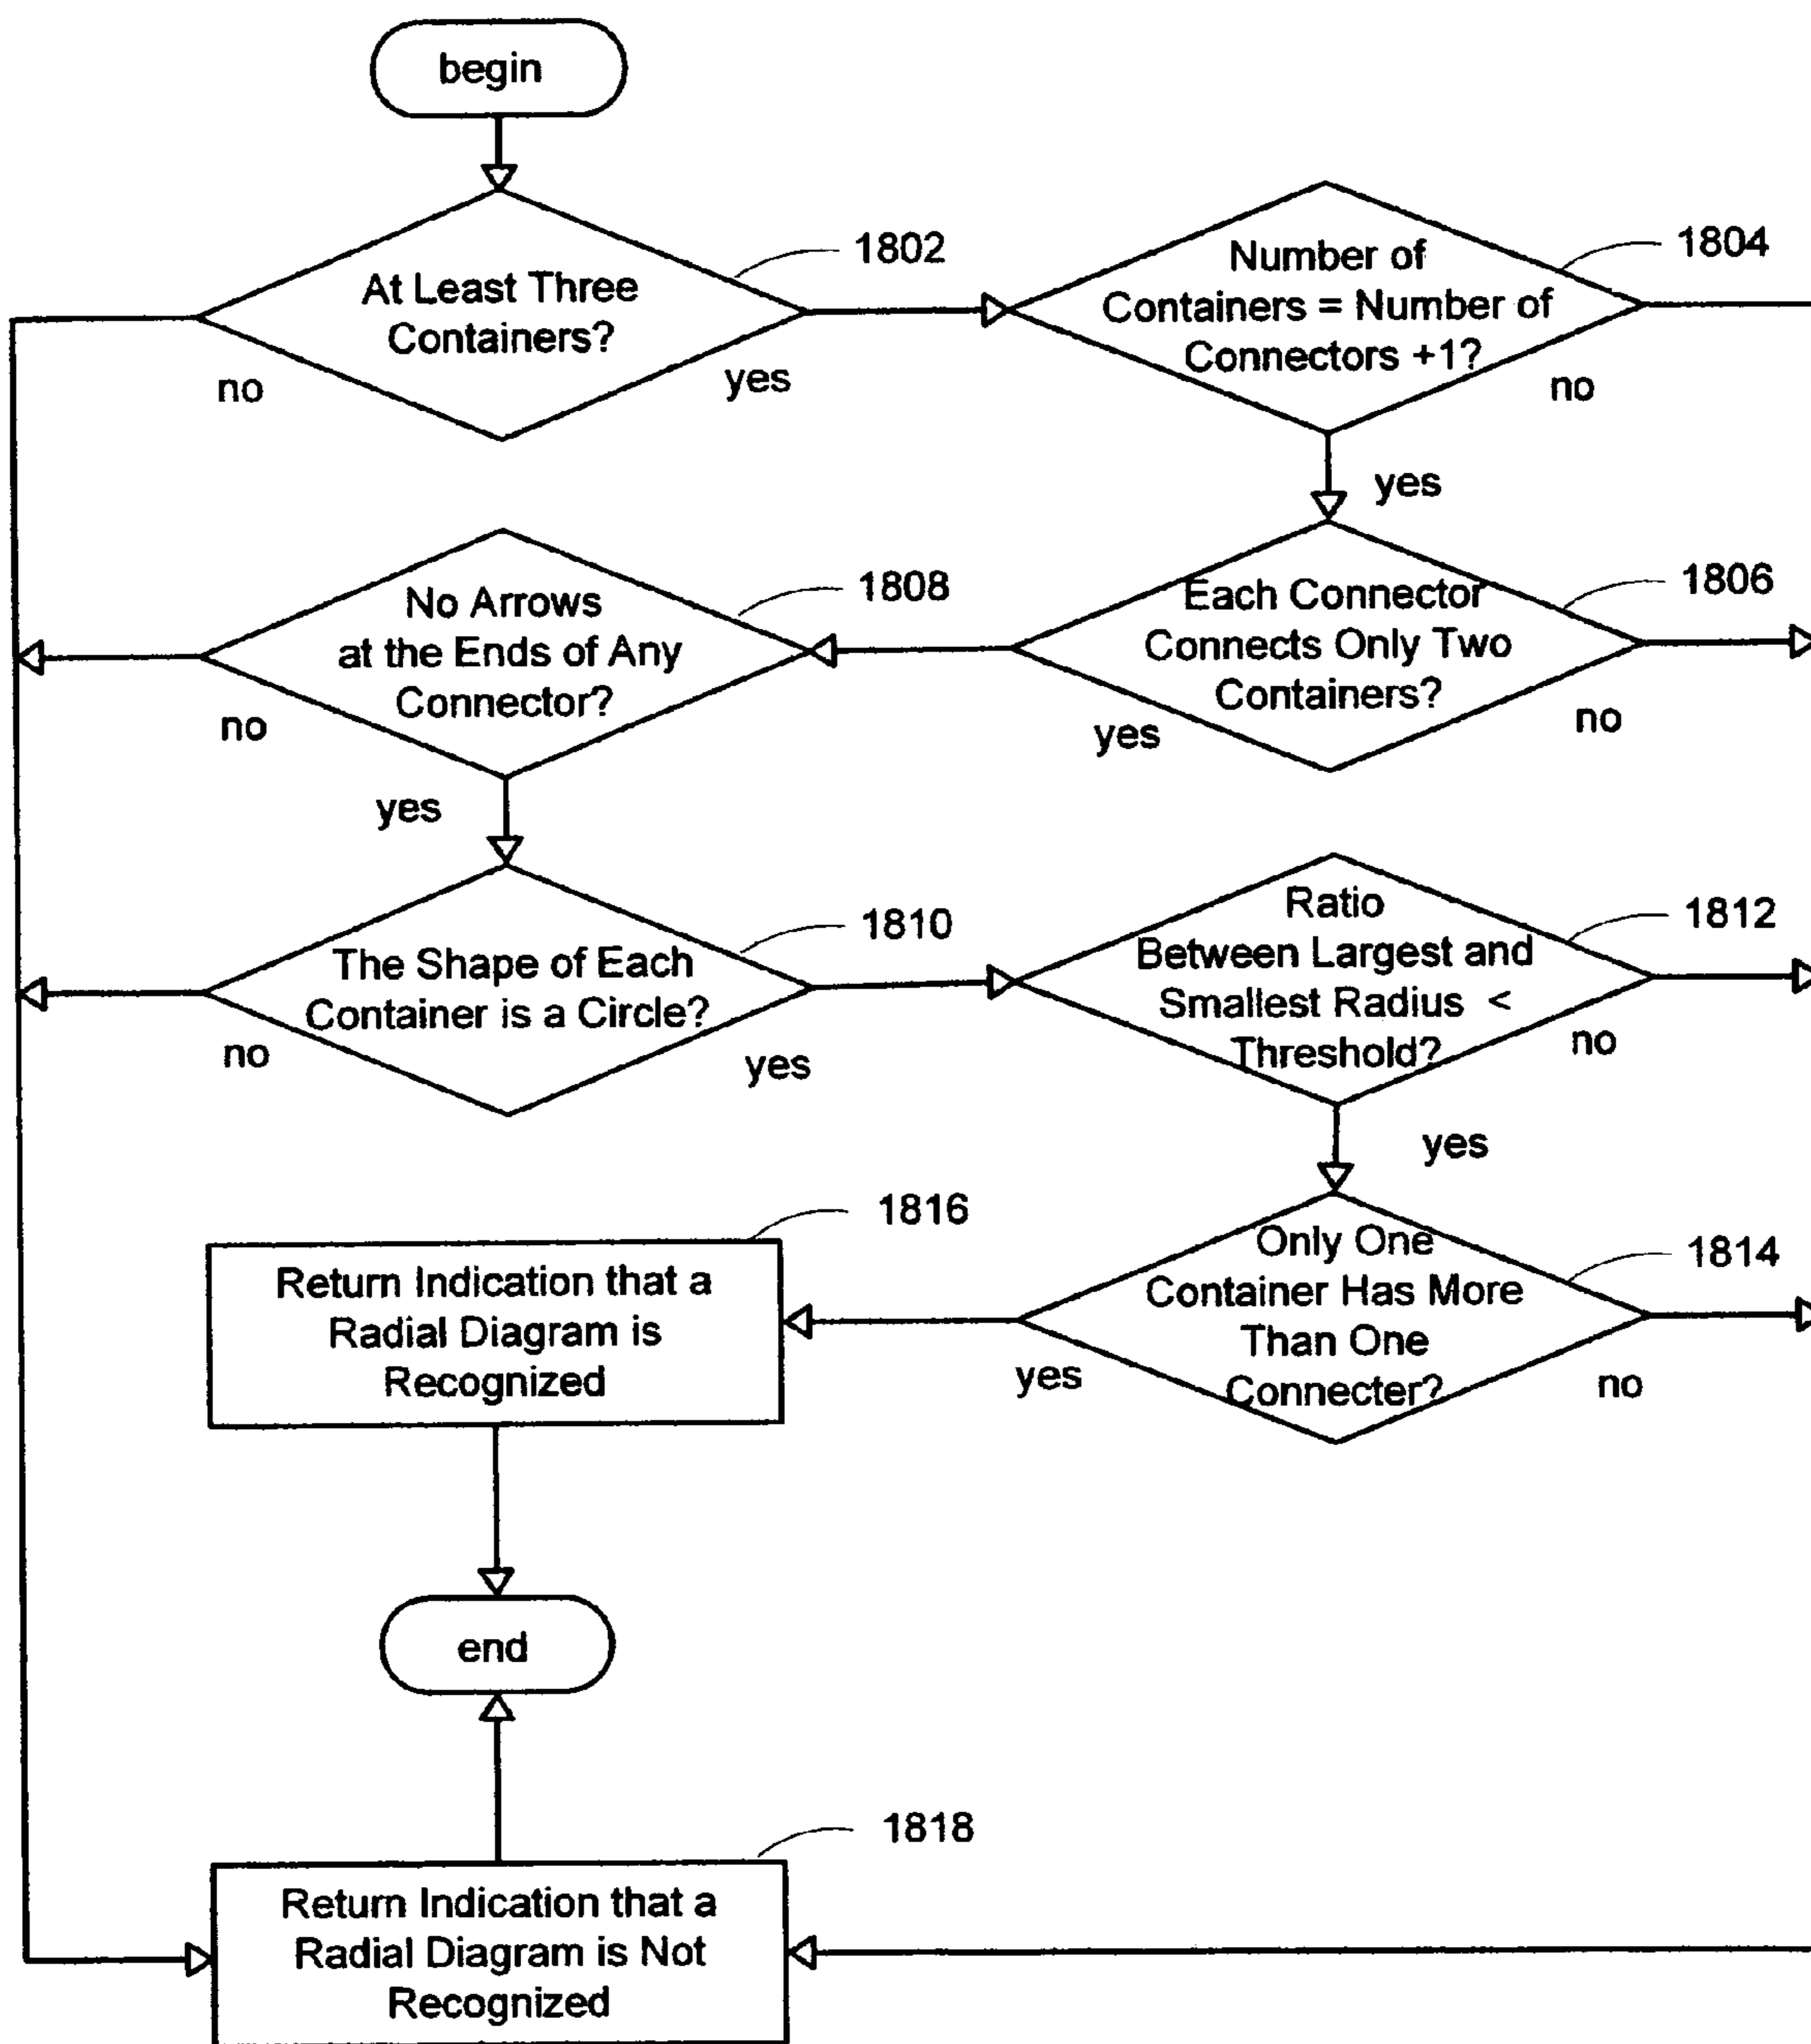 begin
1802
At Least Three
Containers?
no
yes
1804
Number of
Containers = Number of
Connectors +1?
no
yes
1806
Each Connector
Connects Only Two
Containers?
yes
no
1808
No Arrows
at the Ends of Any
Connector?
no
yes
1810
The Shape of Each
Container is a Circle?
no
yes
1812
Ratio
Between Largest and
Smallest Radius <
Threshold?
no
yes
1814
Only One
Container Has More
Than One
Connecter?
yes
no
1816
Return Indication that a
Radial Diagram is
Recognized
end
1818
Return Indication that a
Radial Diagram is Not
Recognized